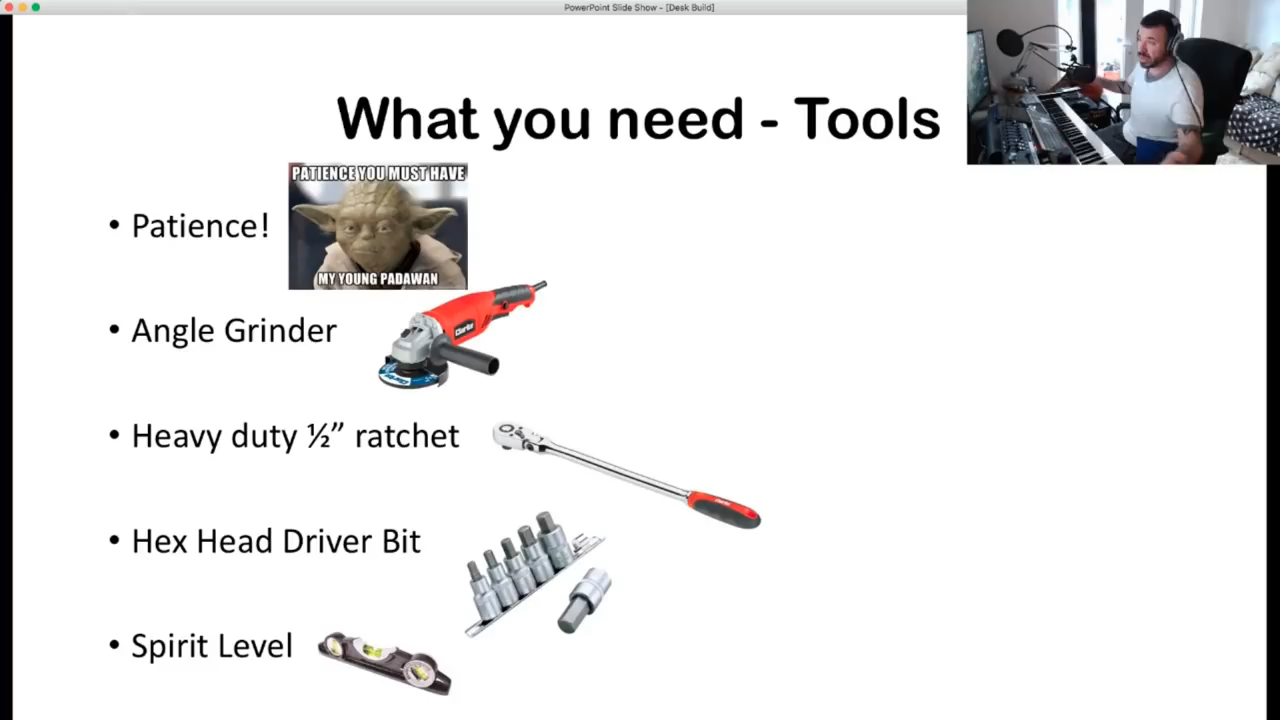 PowerPoint Slide Show - [Desk Build]
What you need - Tools
• Patience!
PATIENCE YOU MUST HAVE
MY YOUNG PADAWAN
• Angle Grinder
Clarke
• Heavy duty ½” ratchet
• Hex Head Driver Bit
• Spirit Level